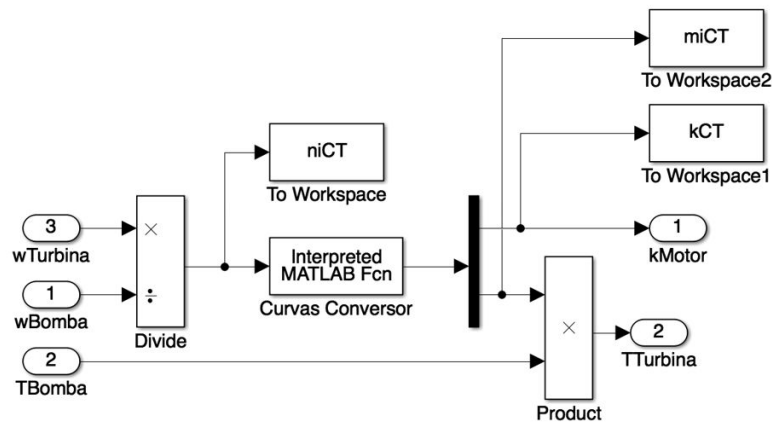 miCT
To Workspace2
kCT
To Workspace1
niCT
To Workspace
3
wTurbina
×
1
wBomba
÷
Divide
Interpreted
MATLAB Fcn
Curvas Conversor
1
kMotor
2
TBomba
×
Product
2
TTurbina